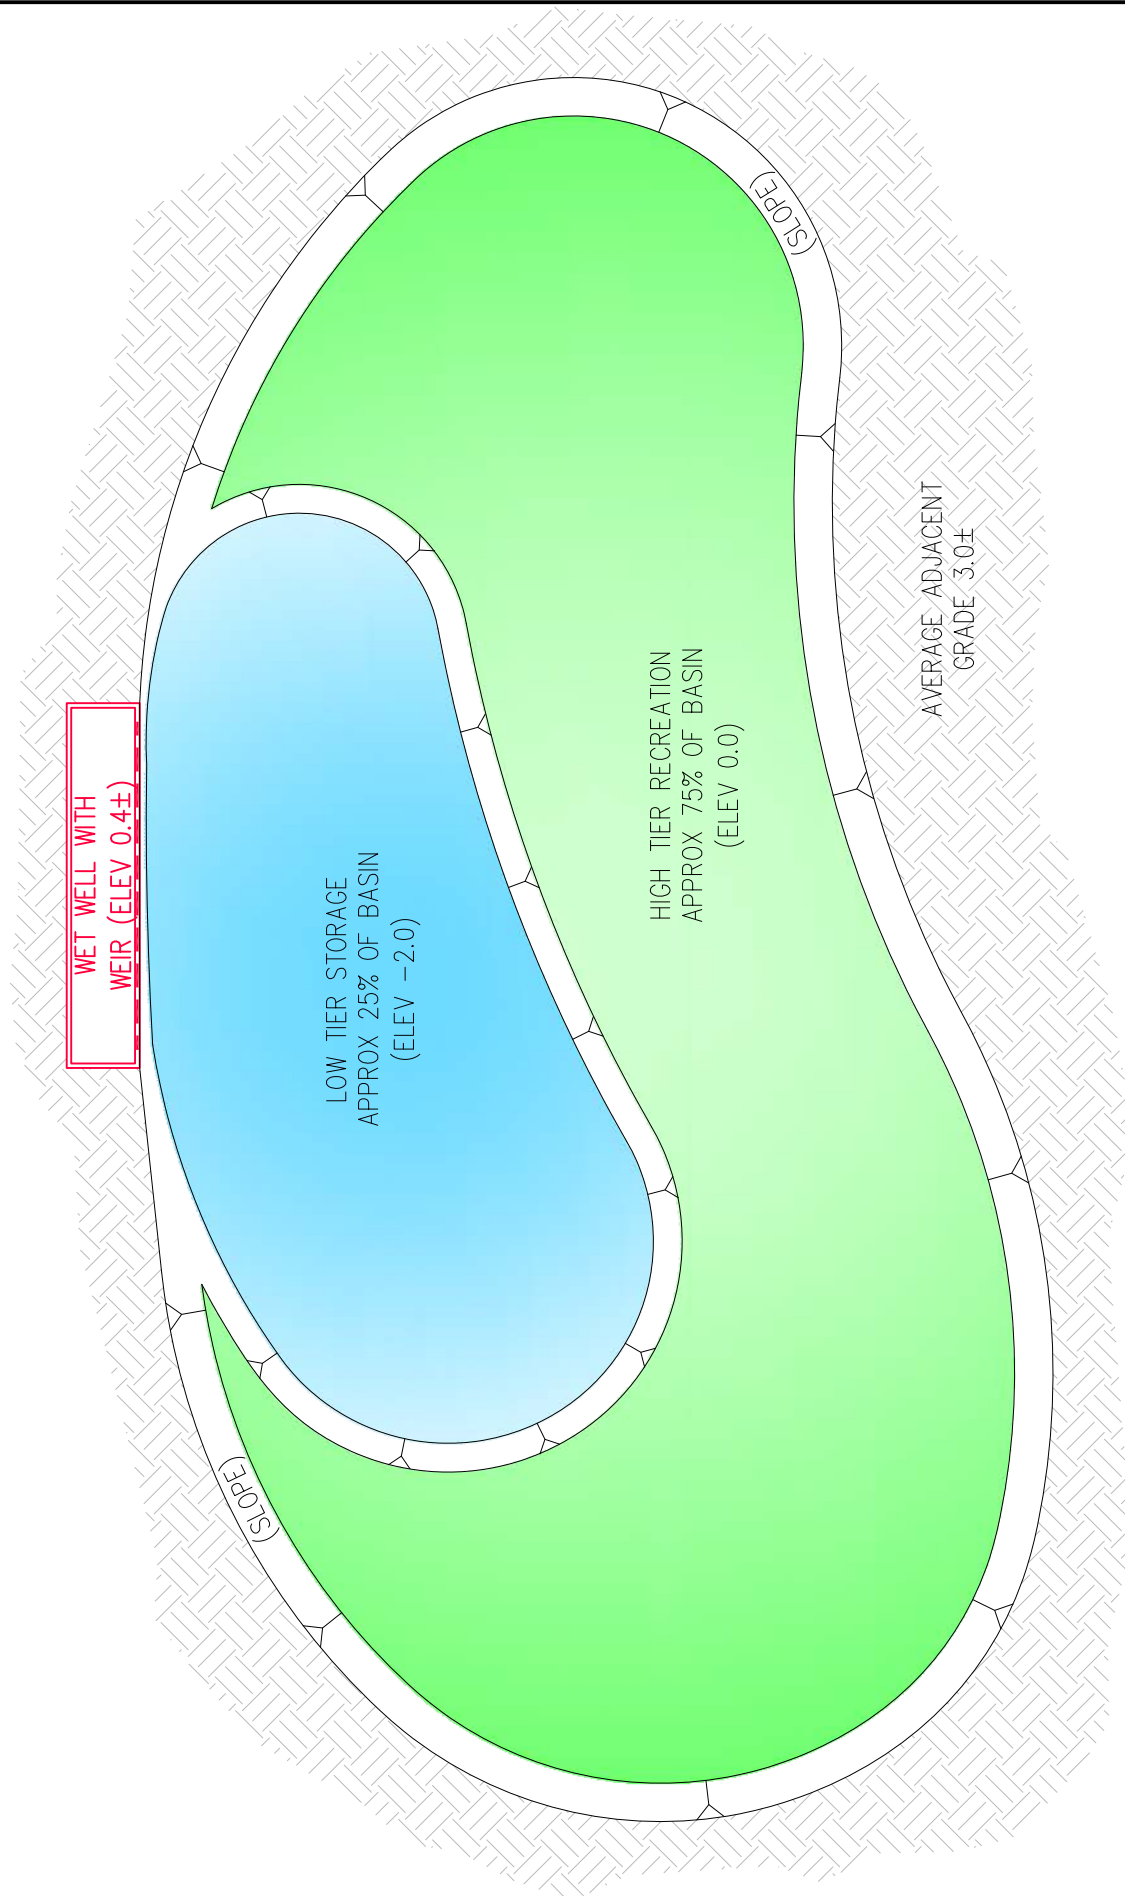 WET WELL WITH
WEIR (ELEV 0.4±)
LOW TIER STORAGE
APPROX 25% OF BASIN
(ELEV -2.0)
HIGH TIER RECREATION
APPROX 75% OF BASIN
(ELEV 0.0)
AVERAGE ADJACENT
GRADE 3.0±
(SLOPE)
(SLOPE)